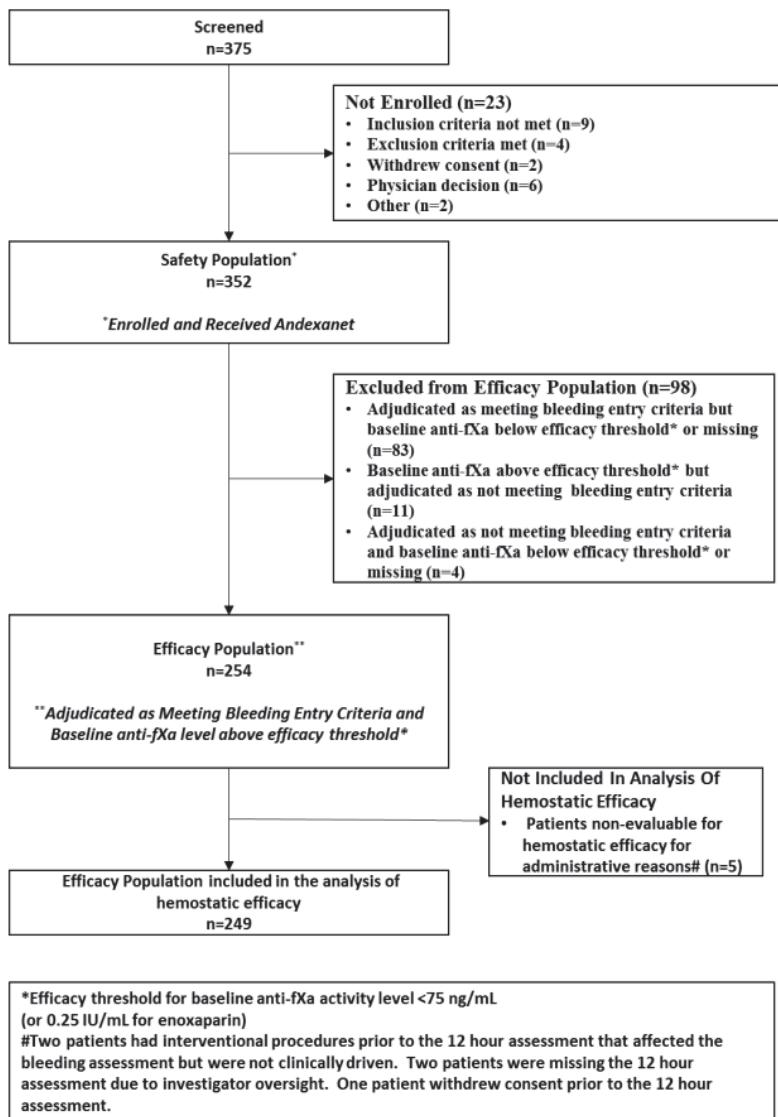 Screened
n=375
Not Enrolled (n=23)
• Inclusion criteria not met (n=9)
• Exclusion criteria met (n=4)
• Withdrew consent (n=2)
• Physician decision (n=6)
• Other (n=2)
Safety Population*
n=352
*Enrolled and Received Andexanet
Excluded from Efficacy Population (n=98)
• Adjudicated as meeting bleeding entry criteria but
baseline anti-fXa below efficacy threshold* or missing
(n=83)
• Baseline anti-fXa above efficacy threshold* but
adjudicated as not meeting bleeding entry criteria
(n=11)
• Adjudicated as not meeting bleeding entry criteria
and baseline anti-fXa below efficacy threshold* or
missing (n=4)
Efficacy Population**
n=254
**Adjudicated as Meeting Bleeding Entry Criteria and
Baseline anti-fXa level above efficacy threshold*
Not Included In Analysis Of
Hemostatic Efficacy
• Patients non-evaluable for
hemostatic efficacy for
administrative reasons# (n=5)
Efficacy Population included in the analysis of
hemostatic efficacy
n=249
*Efficacy threshold for baseline anti-fXa activity level <75 ng/mL
(or 0.25 IU/mL for enoxaparin)
#Two patients had interventional procedures prior to the 12 hour assessment that affected the
bleeding assessment but were not clinically driven. Two patients were missing the 12 hour
assessment due to investigator oversight. One patient withdrew consent prior to the 12 hour
assessment.